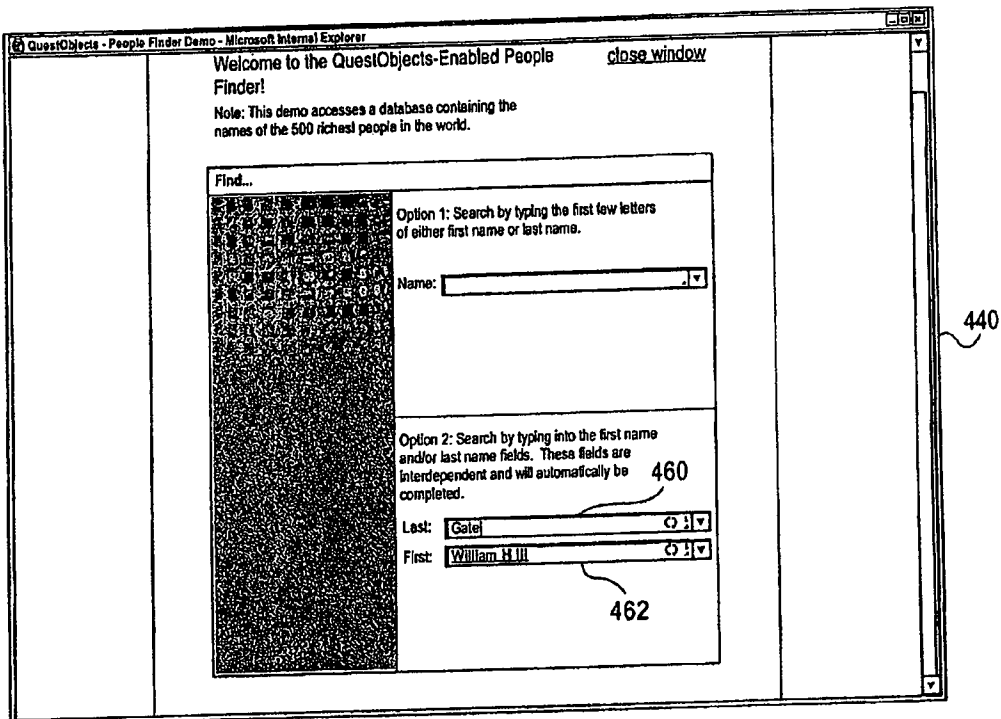 QuestObjects - People Finder Demo - Microsoft Internet Explorer
Welcome to the QuestObjects-Enabled People
Finder!
close window
Note: This demo accesses a database containing the
names of the 500 richest people in the world.
Find...
Option 1: Search by typing the first few letters
of either first name or last name.
Name:
440
Option 2: Search by typing into the first name
and/or last name fields. These fields are
interdependent and will automatically be
completed.
460
Last: Gate
First: William H III
462